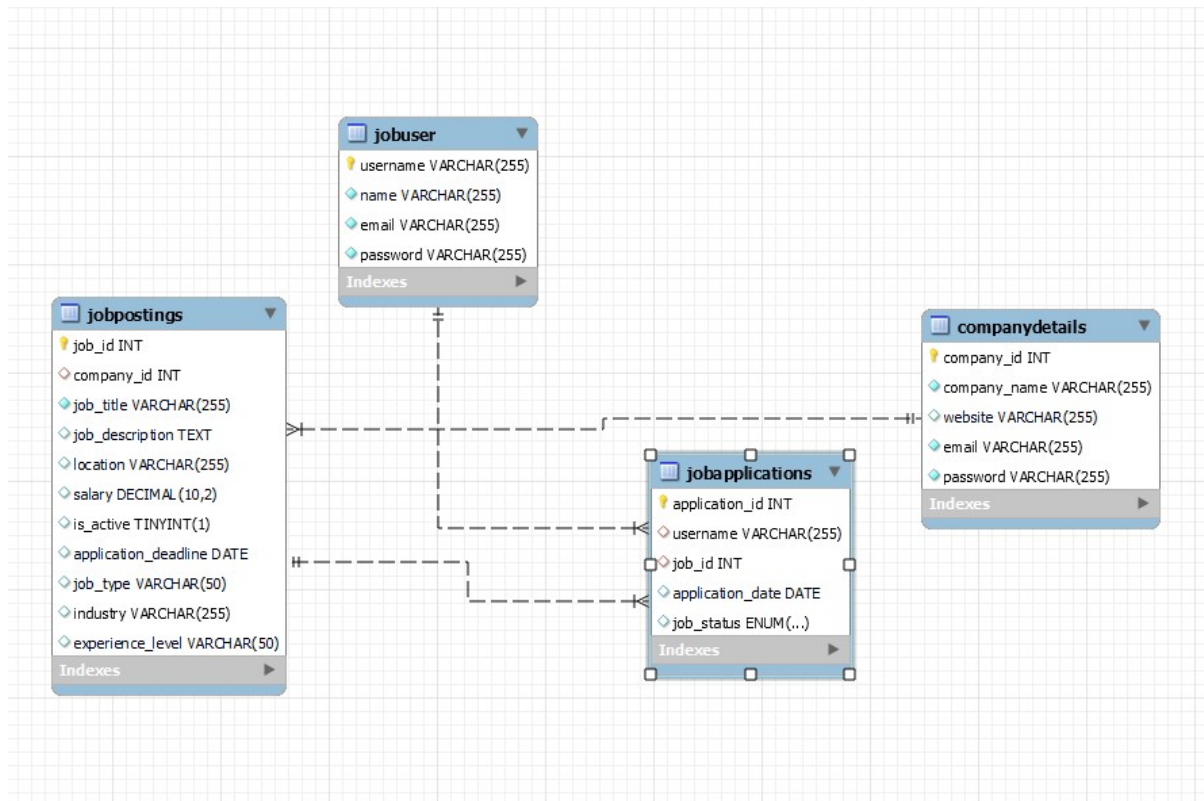 jobuser
username VARCHAR(255)
name VARCHAR(255)
email VARCHAR(255)
password VARCHAR(255)
Indexes
jobpostings
job_id INT
company_id INT
job_title VARCHAR(255)
job_description TEXT
location VARCHAR(255)
salary DECIMAL(10,2)
is_active TINYINT(1)
application_deadline DATE
job_type VARCHAR(50)
industry VARCHAR(255)
experience_level VARCHAR(50)
Indexes
companydetails
company_id INT
company_name VARCHAR(255)
website VARCHAR(255)
email VARCHAR(255)
password VARCHAR(255)
Indexes
jobapplications
application_id INT
username VARCHAR(255)
job_id INT
application_date DATE
job_status ENUM(...)
Indexes